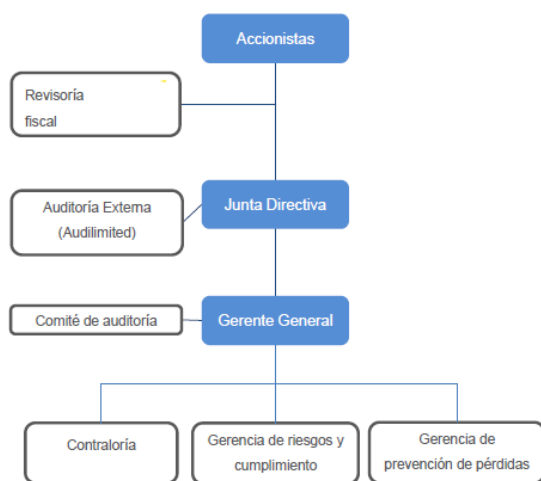 Accionistas
Revisoría
fiscal
Auditoría Externa
(Audilimited)
Junta Directiva
Comité de auditoría
Gerente General
Contraloría
Gerencia de riesgos y
cumplimiento
Gerencia de
prevención de pérdidas